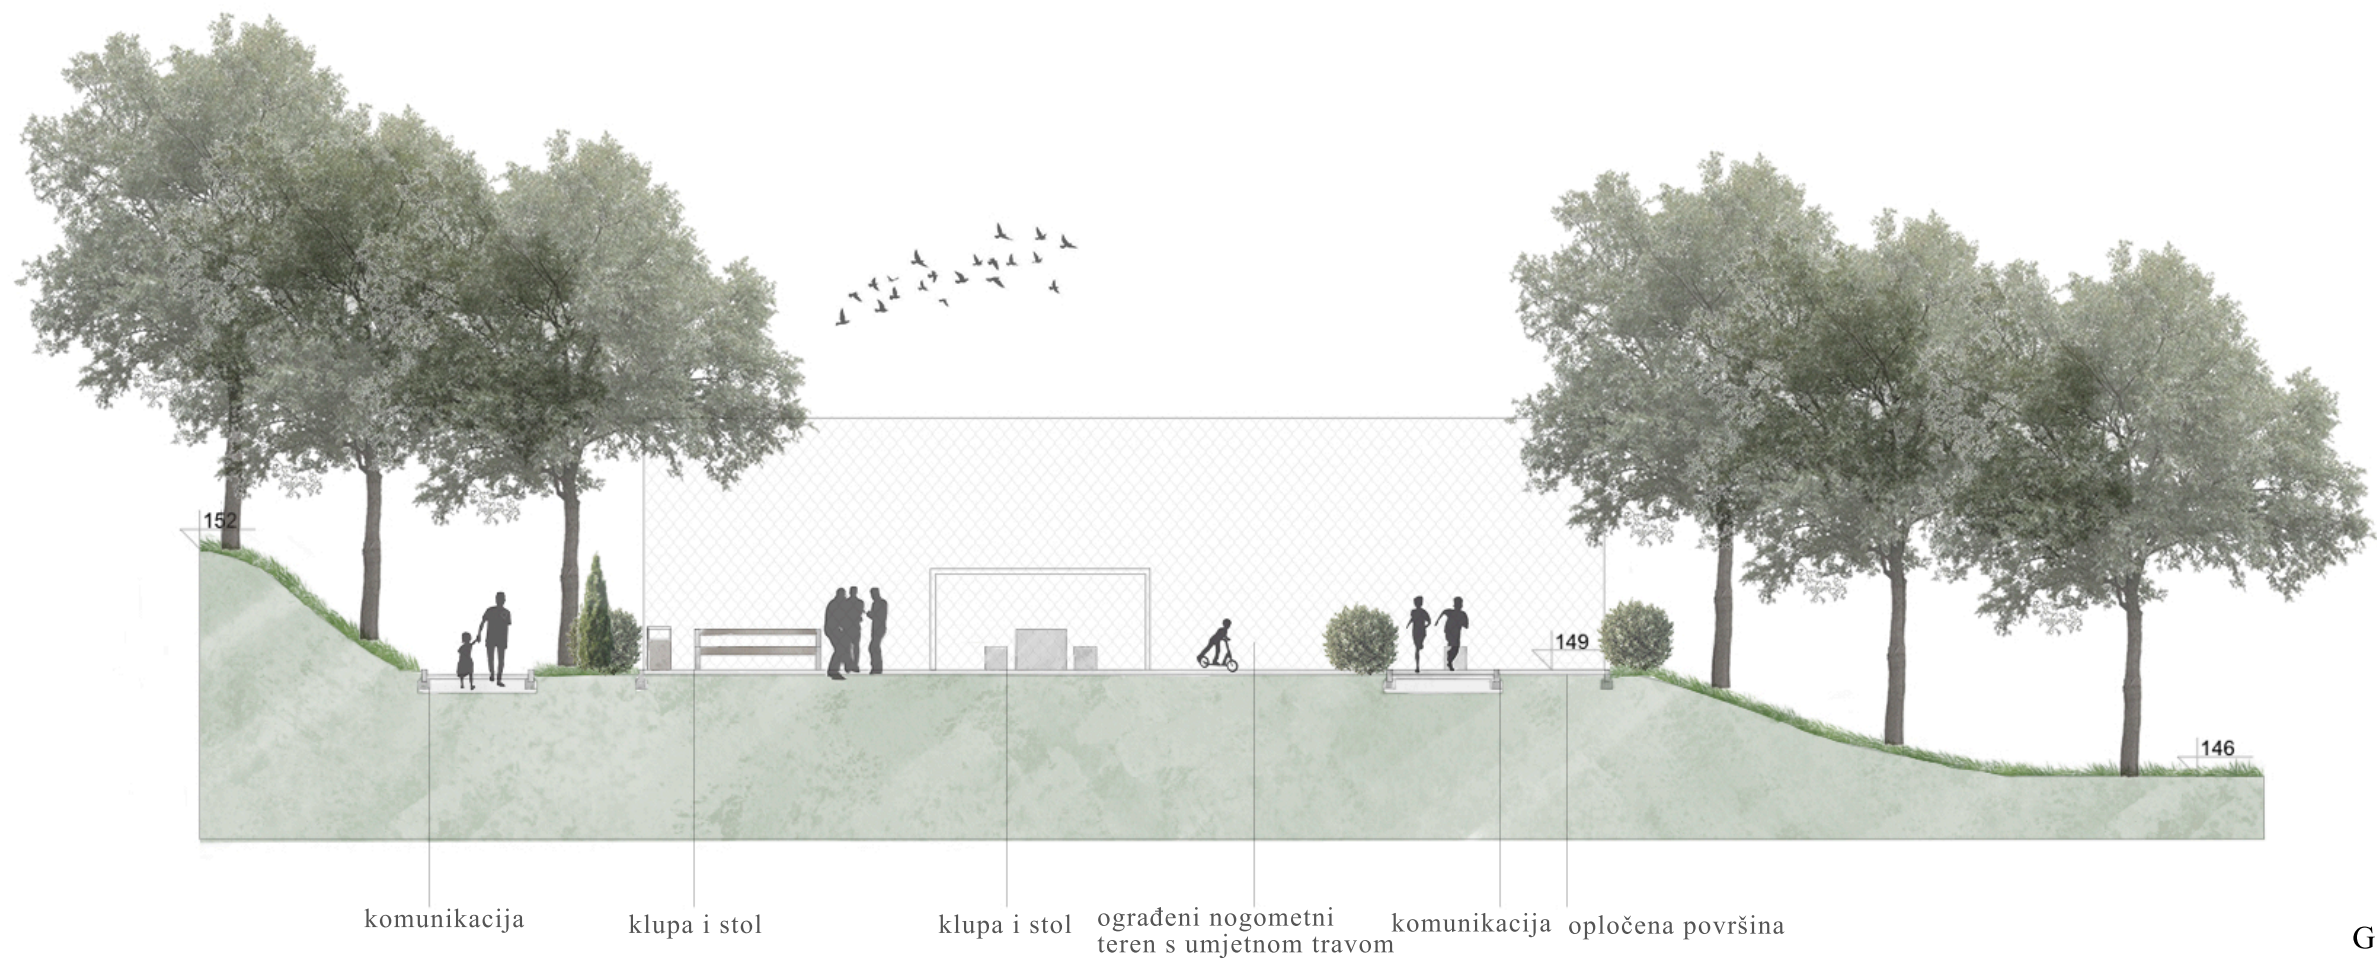 152
149
146
komunikacija
klupa i stol
klupa i stol
ograđeni nogometni
teren s umjetnom travom
komunikacija
opločena površina
G